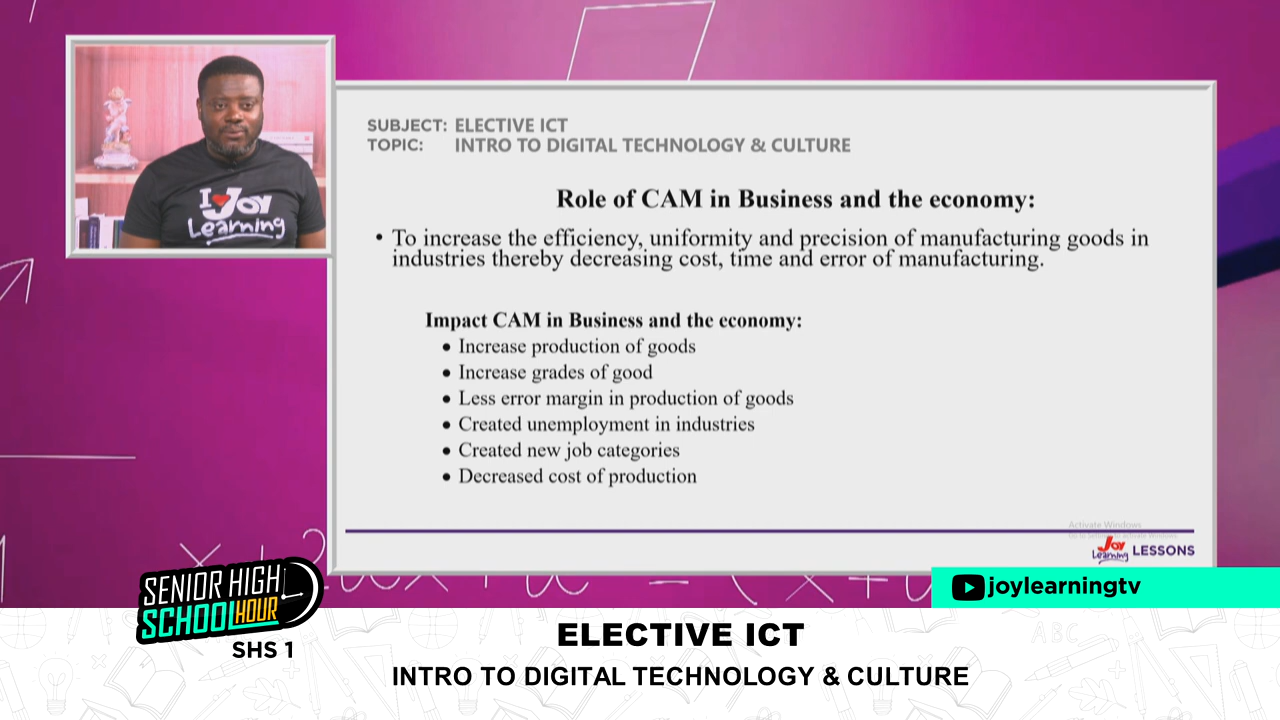 I Joy
Learning
SUBJECT: ELECTIVE ICT
TOPIC: INTRO TO DIGITAL TECHNOLOGY & CULTURE
Role of CAM in Business and the economy:
• To increase the efficiency, uniformity and precision of manufacturing goods in
industries thereby decreasing cost, time and error of manufacturing.
Impact CAM in Business and the economy:
• Increase production of goods
• Increase grades of good
• Less error margin in production of goods
• Created unemployment in industries
• Created new job categories
• Decreased cost of production
Activate Windows
Joy
Learning LESSONS
joylearningtv
SENIOR HIGH
SCHOOL HOUR
SHS 1
ELECTIVE ICT
INTRO TO DIGITAL TECHNOLOGY & CULTURE
ABC